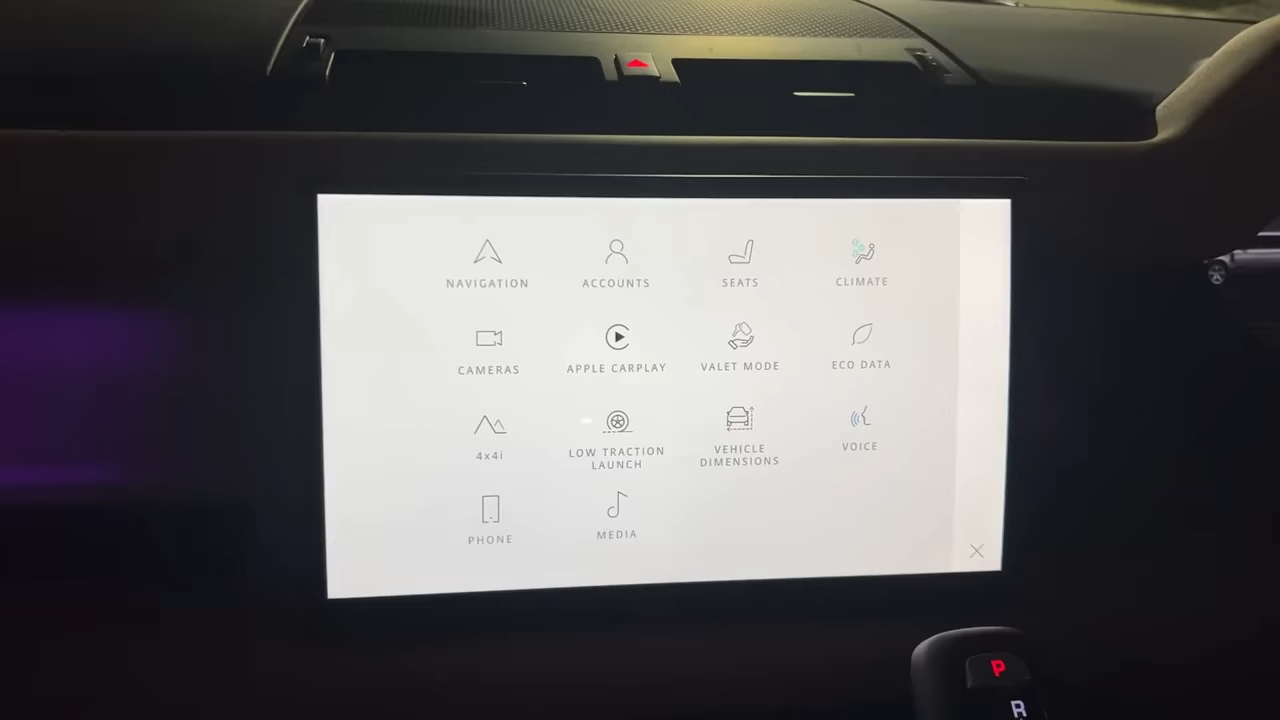 NAVIGATION
ACCOUNTS
SEATS
CLIMATE
CAMERAS
APPLE CARPLAY
VALET MODE
ECO DATA
4x4i
LOW TRACTION
LAUNCH
VEHICLE
DIMENSIONS
VOICE
PHONE
MEDIA
P
R